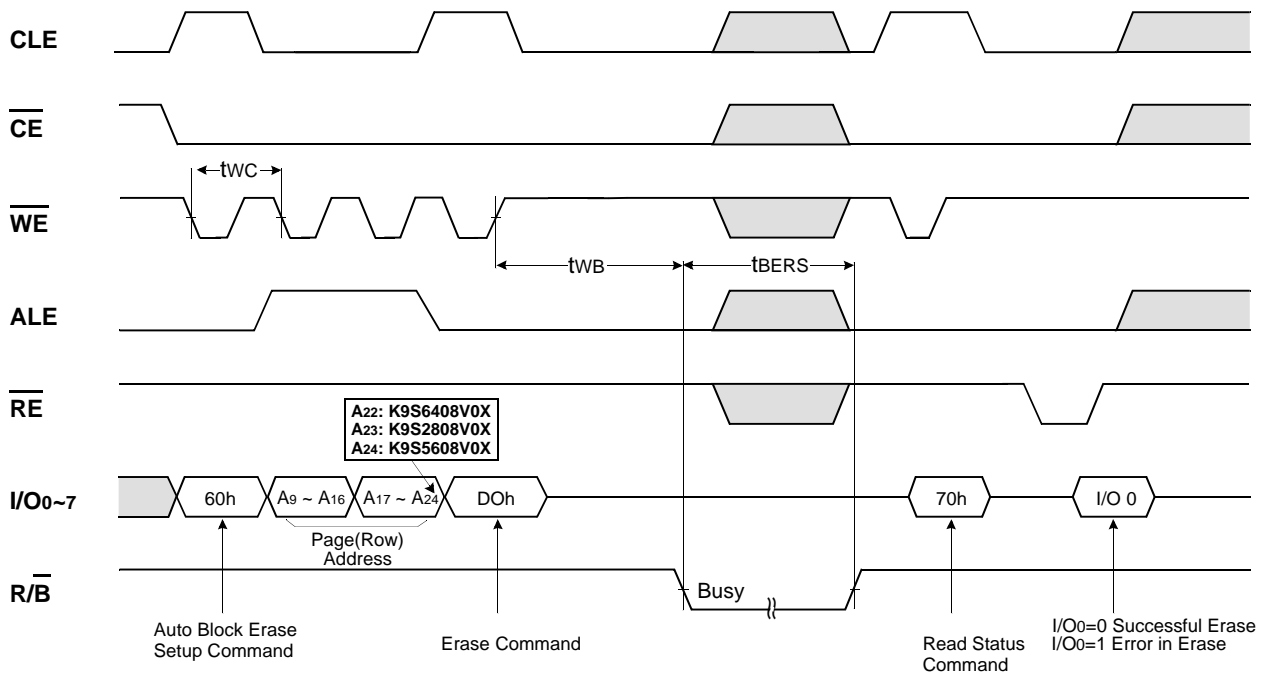 CLE
CE
WE
tWC
tWB
tBERS
ALE
RE
A22: K9S6408V0X
A23: K9S2808V0X
A24: K9S5608V0X
I/O0~7
60h
A9 ~ A16
A17 ~ A24
DOh
70h
I/O 0
Page(Row)
Address
R/B
Busy
Auto Block Erase
Setup Command
Erase Command
Read Status
Command
I/O0=0 Successful Erase
I/O0=1 Error in Erase